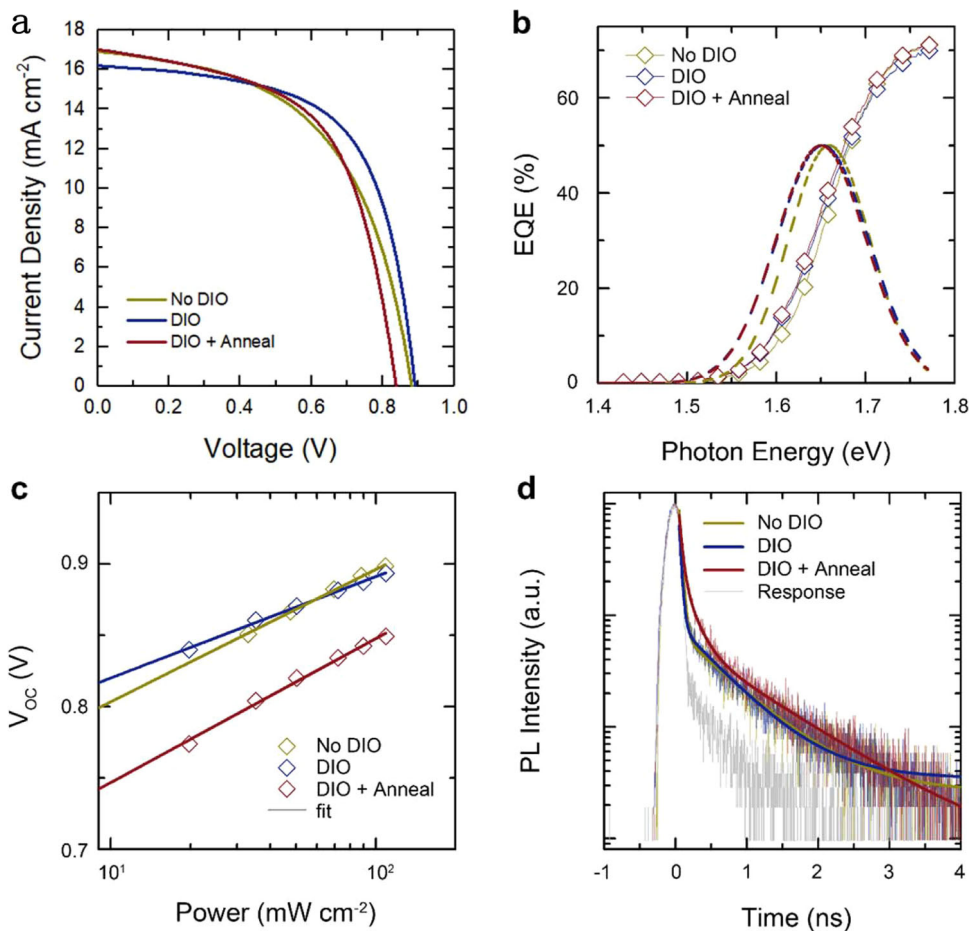 a
18
16
14
12
10
8
6
4
2
0
0.0 0.2 0.4 0.6 0.8 1.0
Current Density (mA cm-2)
Voltage (V)
No DIO
DIO
DIO + Anneal
b
60
40
20
0
1.4 1.5 1.6 1.7 1.8
EQE (%)
Photon Energy (eV)
No DIO
DIO
DIO + Anneal
c
0.9
0.8
0.7
10¹ 10²
VOC (V)
Power (mW cm-2)
No DIO
DIO
DIO + Anneal
fit
d
PL Intensity (a.u.)
-1 0 1 2 3 4
Time (ns)
No DIO
DIO
DIO + Anneal
Response